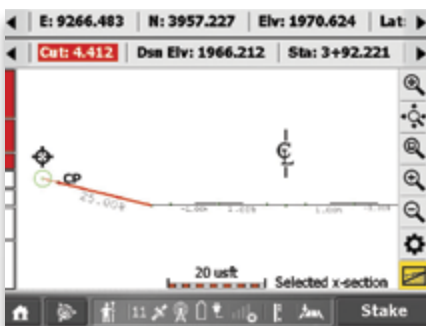 E: 9266.483 N: 3957.227 Elv: 1970.624 Lat:
Cut: 4.412 Dsn Elv: 1966.212 Sta: 3+92.221
CP
25.00%
20 usft
Selected x-section
11
Stake